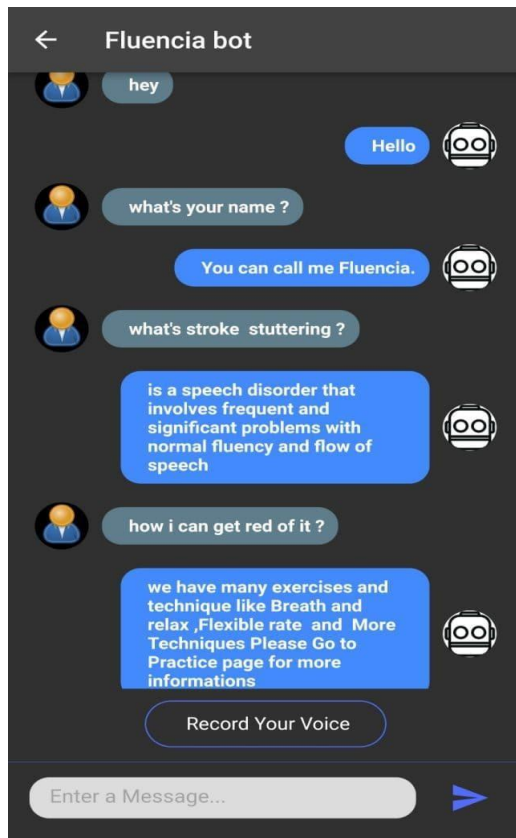 Fluencia bot
hey
Hello
what's your name ?
You can call me Fluencia.
what's stroke  stuttering ?
is a speech disorder that
involves frequent and
significant problems with
normal fluency and flow of
speech
how i can get red of it ?
we have many exercises and
technique like Breath and
relax ,Flexible rate  and  More
Techniques Please Go to
Practice page for more
informations
Record Your Voice
Enter a Message...